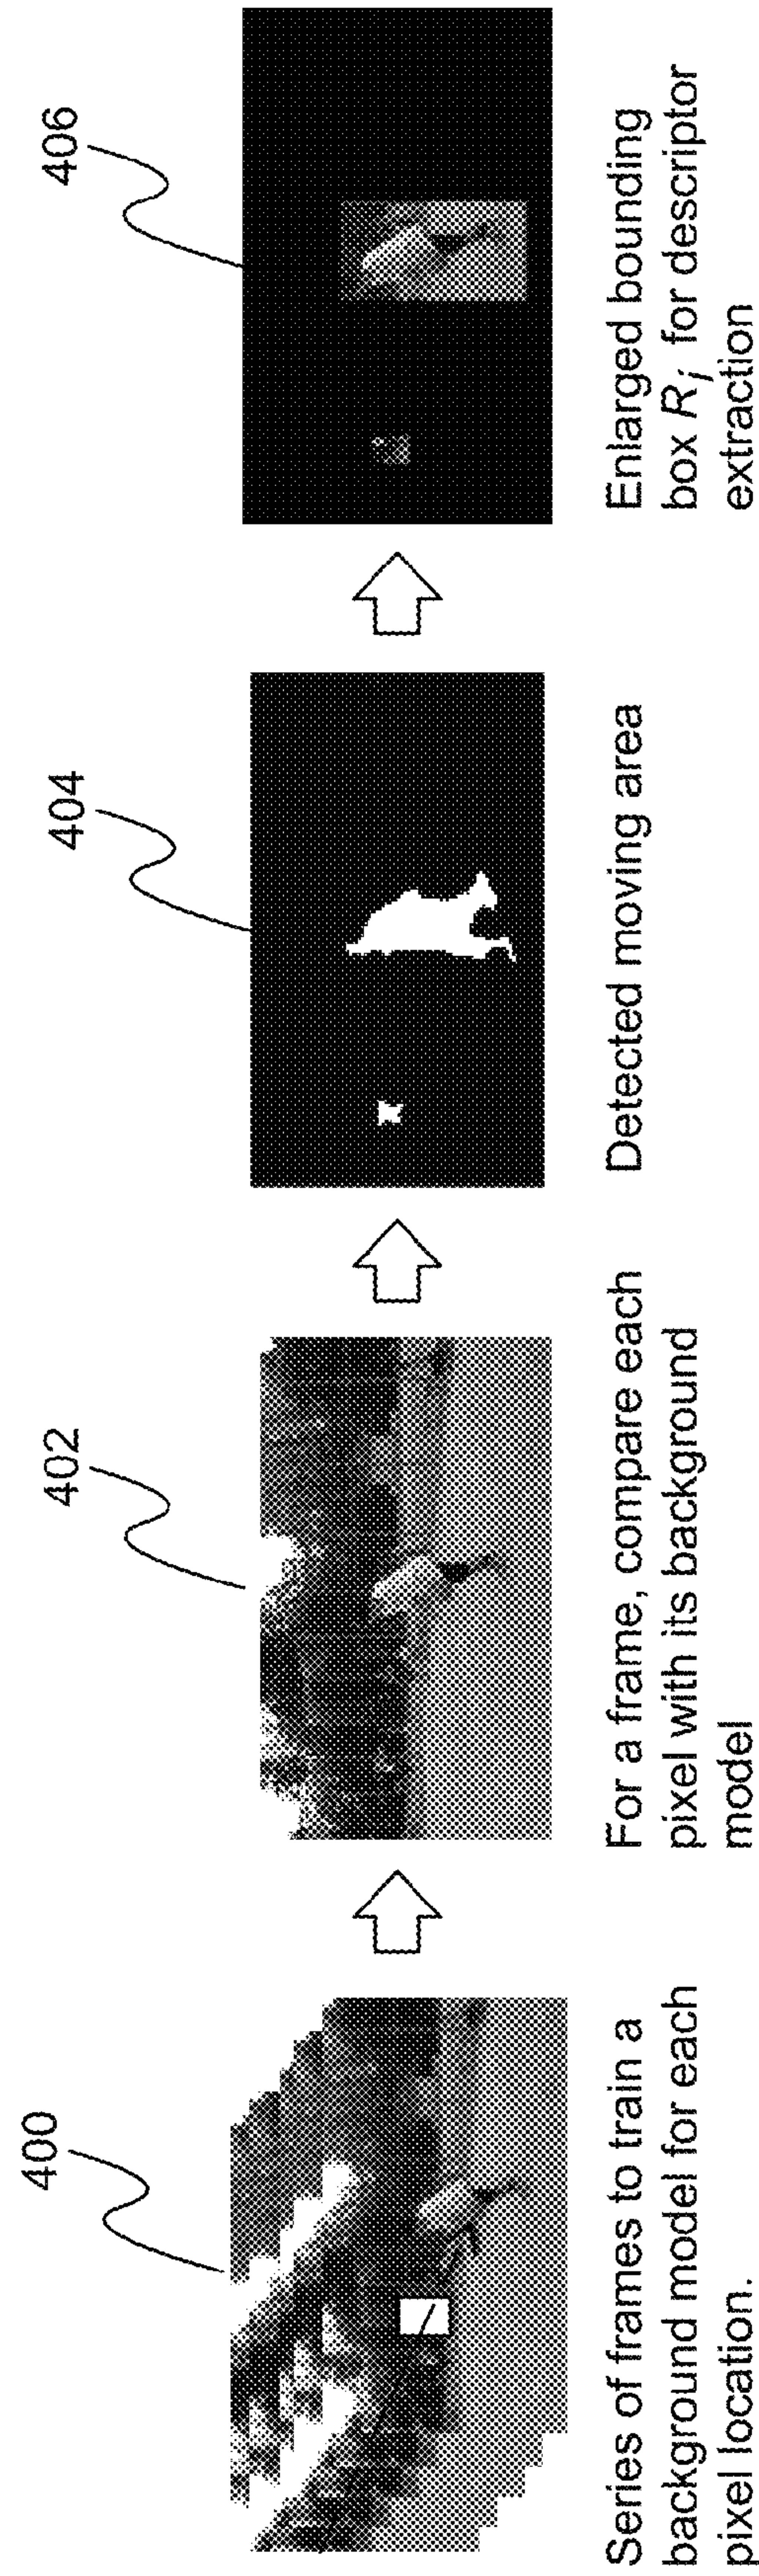 400
Series of frames to train a
background model for each
pixel location.
402
For a frame, compare each
pixel with its background
model
404
Detected moving area
406
Enlarged bounding
box Ri for descriptor
extraction